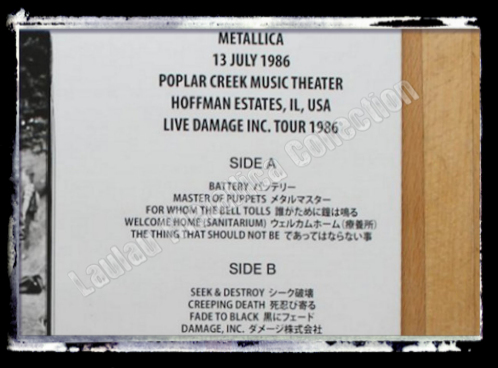 METALLICA
13 JULY 1986
POPLAR CREEK MUSIC THEATER
HOFFMAN ESTATES, IL, USA
LIVE DAMAGE INC. TOUR 1986
SIDE A
BATTERY バッテリー
MASTER OF PUPPETS メタルマスター
FOR WHOM THE BELL TOLLS 誰がために鐘は鳴る
WELCOME HOME (SANITARIUM) ウェルカムホーム(療養所)
THE THING THAT SHOULD NOT BE であってはならない事
SIDE B
SEEK & DESTROY シーク破壊
CREEPING DEATH 死忍び寄る
FADE TO BLACK 黒にフェード
DAMAGE, INC. ダメージ株式会社
Laulau Metallica Collection